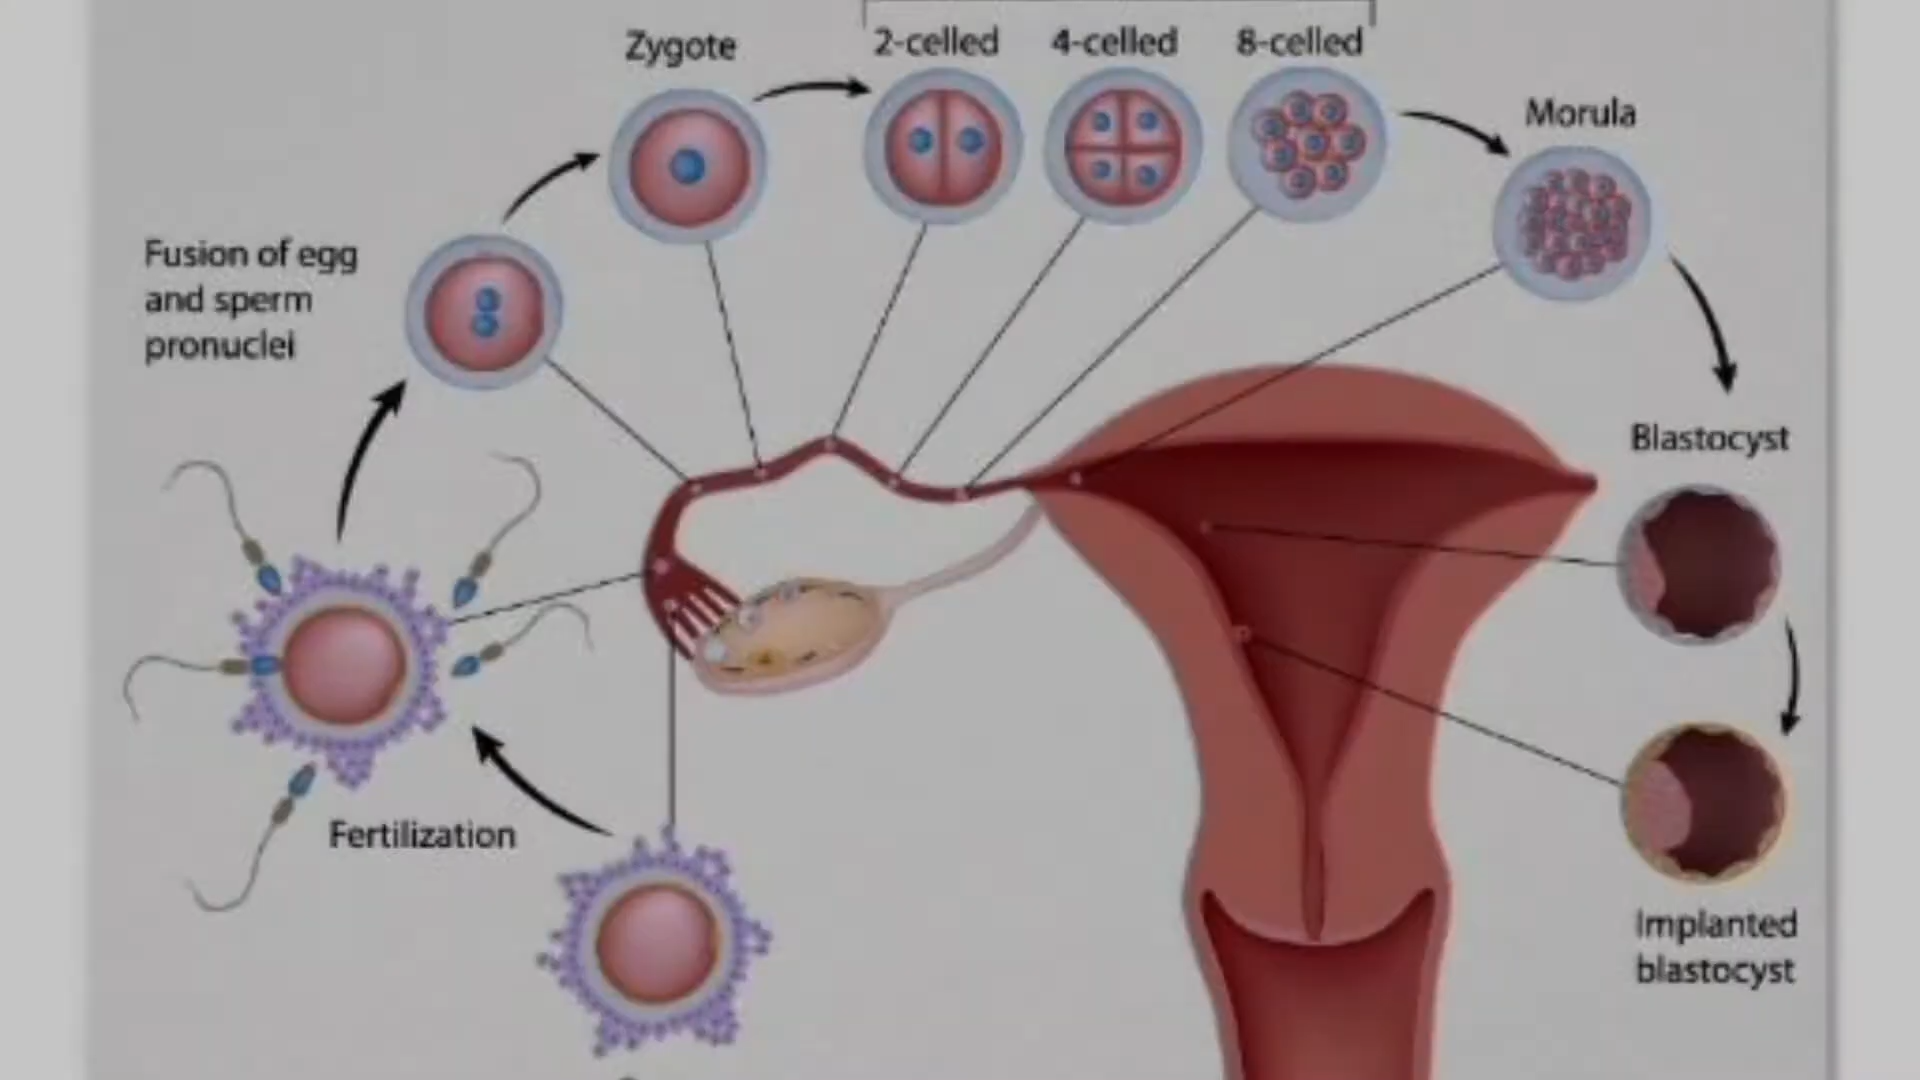 Zygote
2-celled
4-celled
8-celled
Morula
Fusion of egg
and sperm
pronuclei
Blastocyst
Fertilization
Implanted
blastocyst